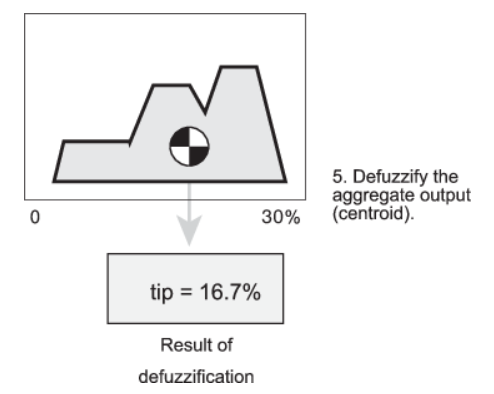 5. Defuzzify the
aggregate output
(centroid).
0
30%
tip = 16.7%
Result of
defuzzification